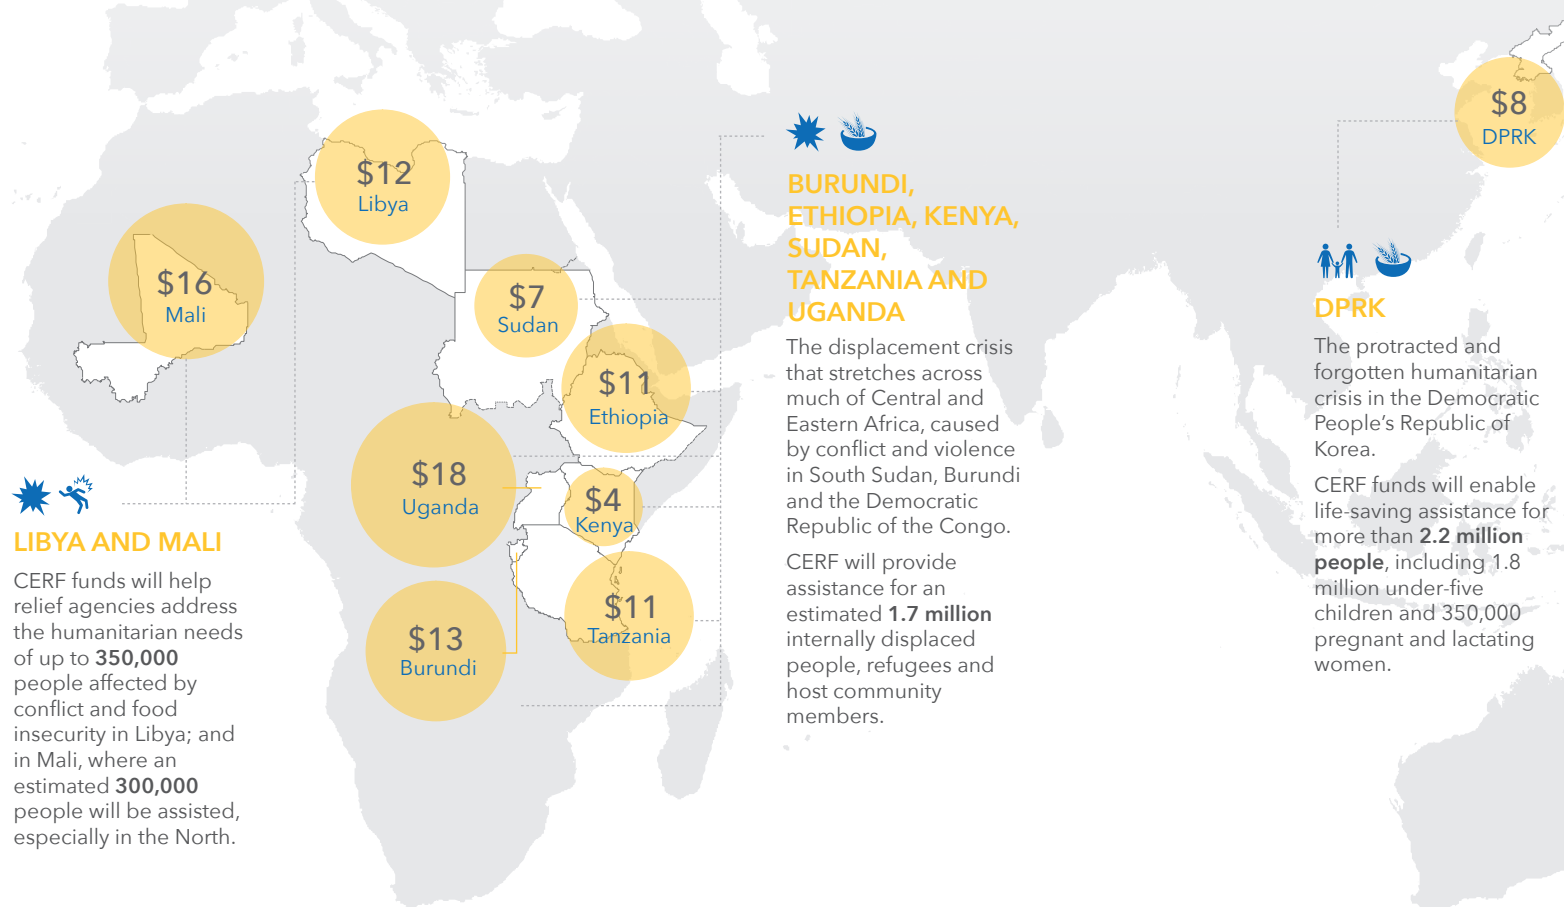 $12
Libya
$16
Mali
$7
Sudan
$11
Ethiopia
$18
Uganda
$4
Kenya
$11
Tanzania
$13
Burundi
$8
DPRK
LIBYA AND MALI
CERF funds will help
relief agencies address
the humanitarian needs
of up to 350,000
people affected by
conflict and food
insecurity in Libya; and
in Mali, where an
estimated 300,000
people will be assisted,
especially in the North.
BURUNDI,
ETHIOPIA, KENYA,
SUDAN,
TANZANIA AND
UGANDA
The displacement crisis
that stretches across
much of Central and
Eastern Africa, caused
by conflict and violence
in South Sudan, Burundi
and the Democratic
Republic of the Congo.
CERF will provide
assistance for an
estimated 1.7 million
internally displaced
people, refugees and
host community
members.
DPRK
The protracted and
forgotten humanitarian
crisis in the Democratic
People's Republic of
Korea.
CERF funds will enable
life-saving assistance for
more than 2.2 million
people, including 1.8
million under-five
children and 350,000
pregnant and lactating
women.